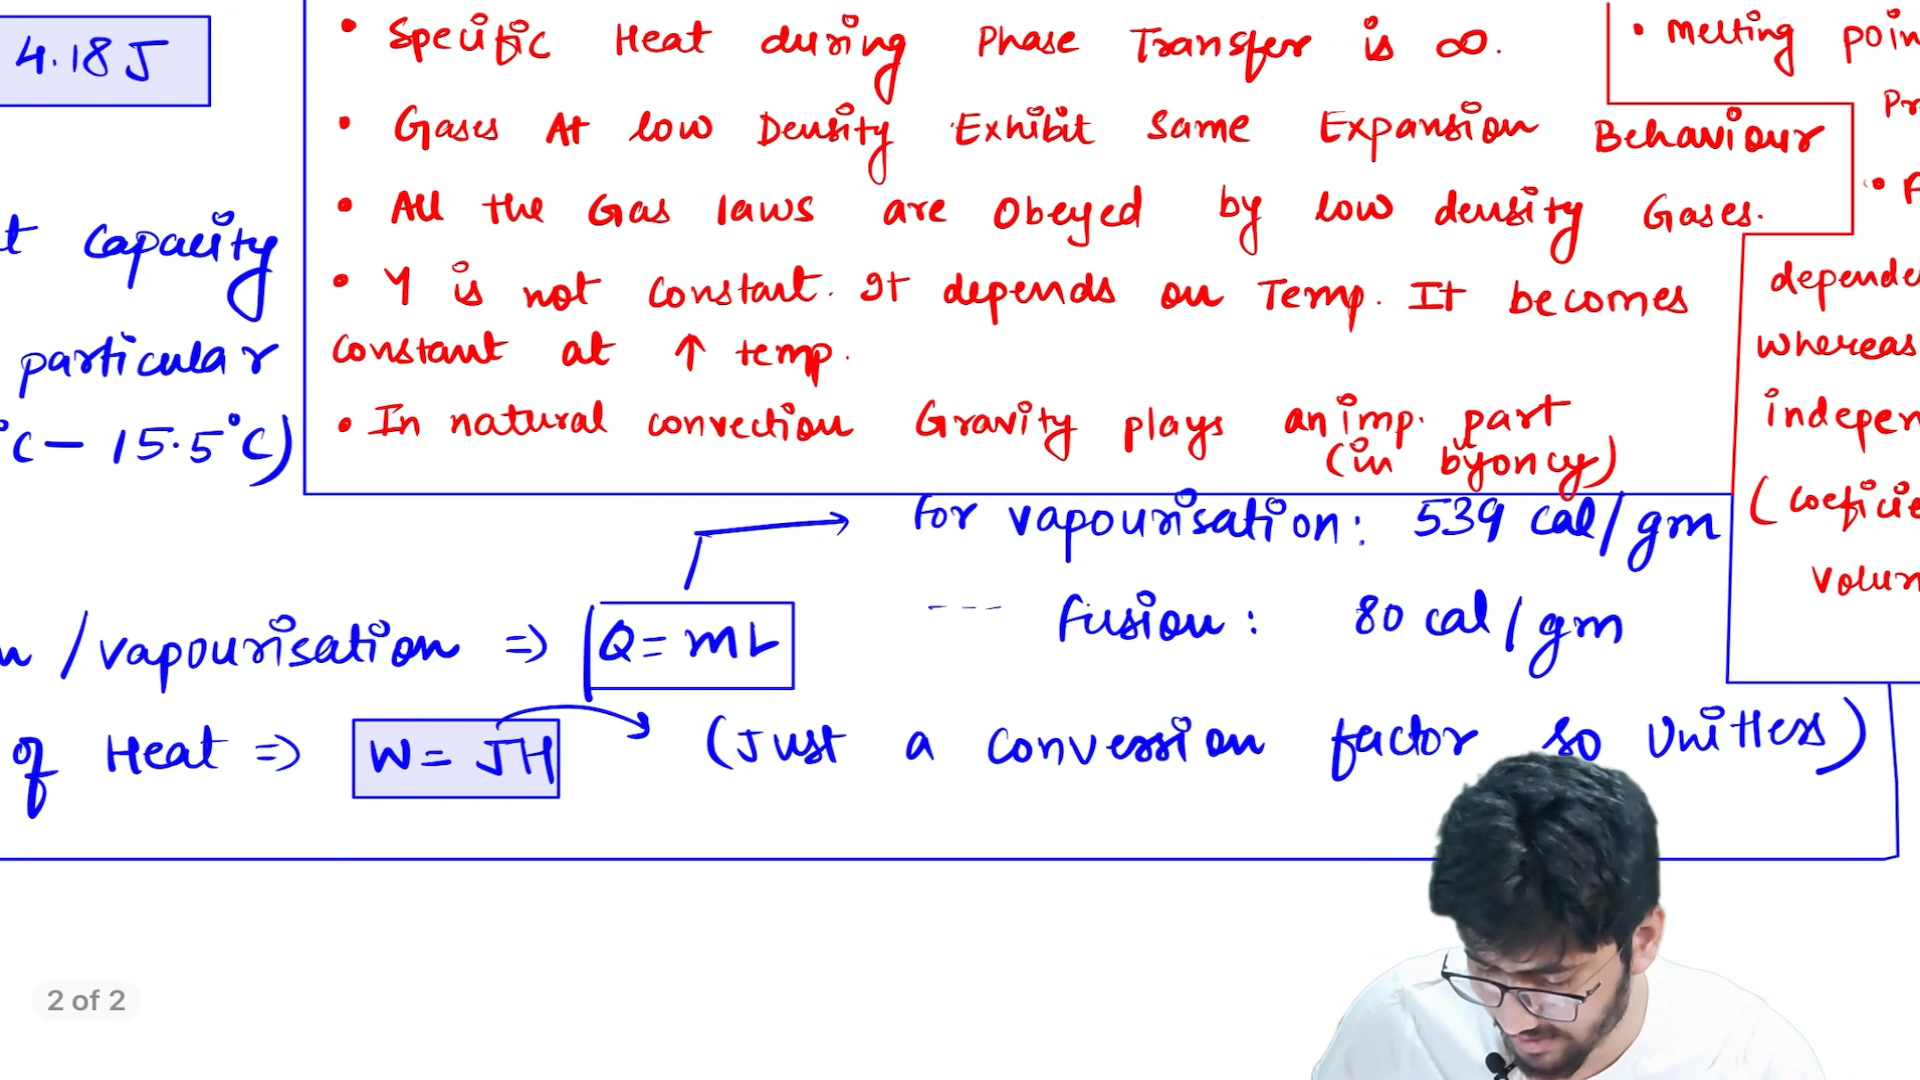 4.18J
• Specific Heat during Phase Transfer is ∞.
• Gases At low Density Exhibit Same Expansion Behaviour
• All the Gas laws are Obeyed by low density Gases.
• γ is not constant. It depends on Temp. It becomes
constant at ↑ temp.
• In natural convection Gravity plays an imp. part
(in byoncy)
t Capacity
particular
°C - 15.5°C)
• Melting poin
Pr
• F
depende
whereas
indepen
(coeficie
Volum
For vapourisation: 539 cal/gm
--- fusion: 80 cal/gm
n /vapourisation => Q = mL
of Heat => W = JH (Just a conversion factor so Unitless)
2 of 2